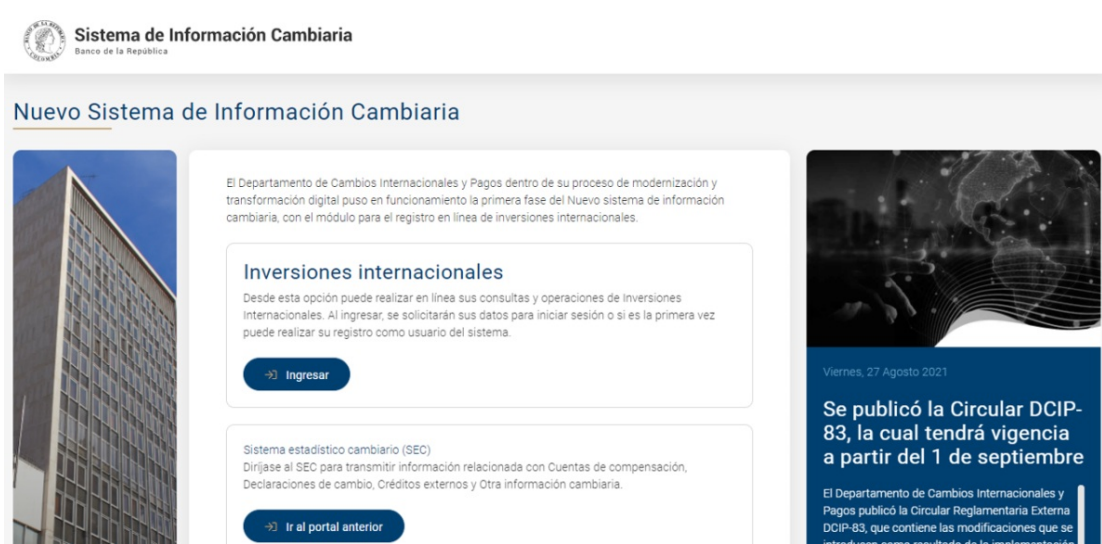 Sistema de Información Cambiaria
Banco de la República
Nuevo Sistema de Información Cambiaria
El Departamento de Cambios Internacionales y Pagos dentro de su proceso de modernización y
transformación digital puso en funcionamiento la primera fase del Nuevo sistema de información
cambiaria, con el módulo para el registro en línea de inversiones internacionales.
Inversiones internacionales
Desde esta opción puede realizar en línea sus consultas y operaciones de Inversiones
Internacionales. Al ingresar, se solicitarán sus datos para iniciar sesión o si es la primera vez
puede realizar su registro como usuario del sistema.
Ingresar
Sistema estadístico cambiario (SEC)
Diríjase al SEC para transmitir información relacionada con Cuentas de compensación,
Declaraciones de cambio, Créditos externos y Otra información cambiaria.
Ir al portal anterior
Viernes, 27 Agosto 2021
Se publicó la Circular DCIP-
83, la cual tendrá vigencia
a partir del 1 de septiembre
El Departamento de Cambios Internacionales y
Pagos publicó la Circular Reglamentaria Externa
DCIP-83, que contiene las modificaciones que se